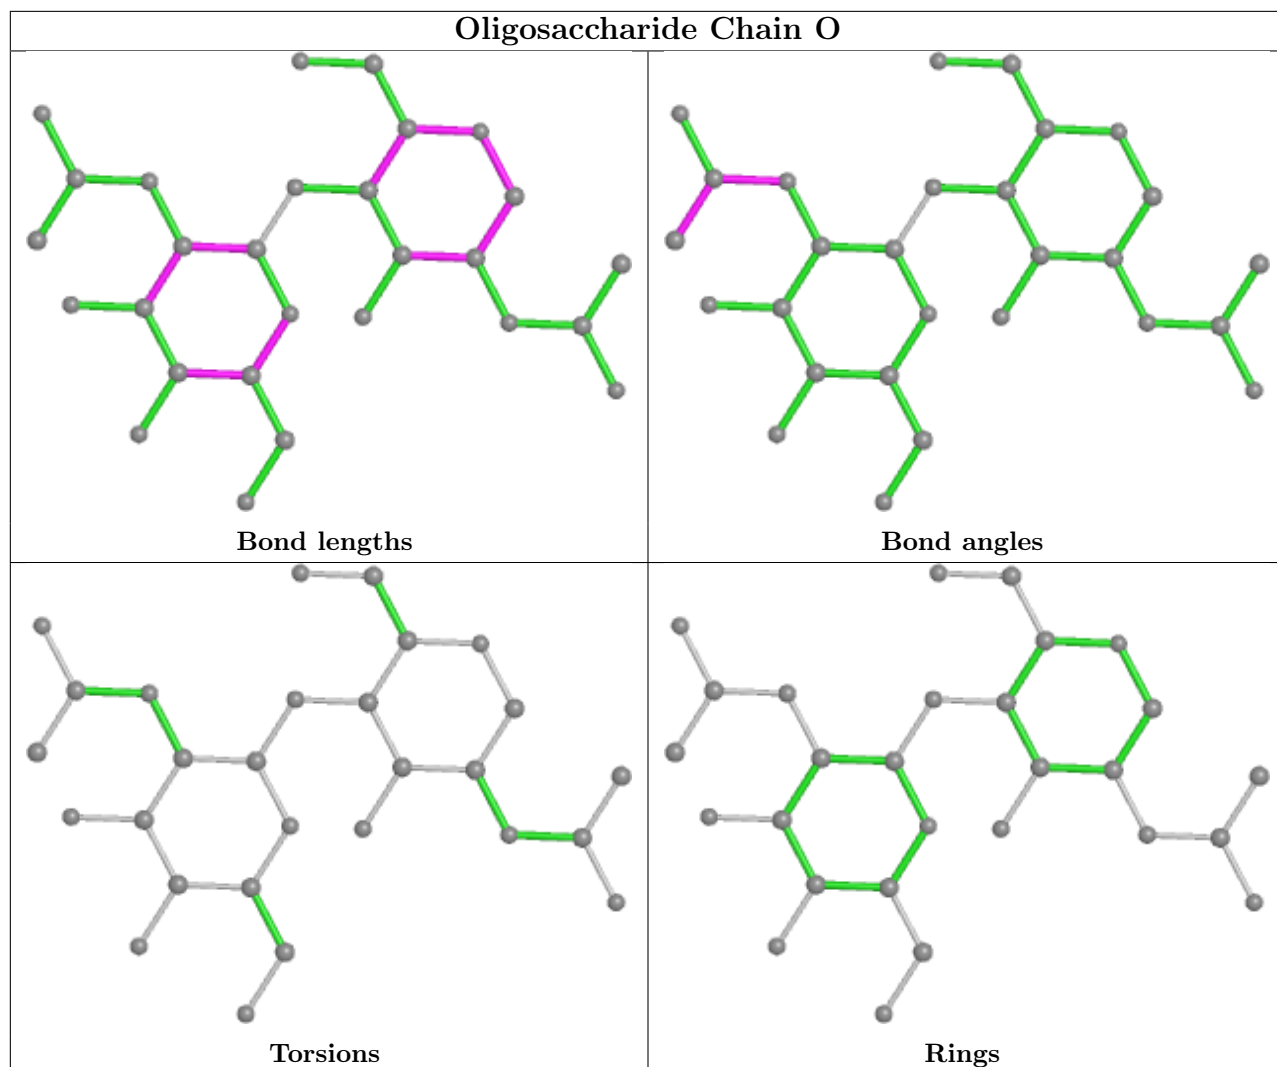 Oligosaccharide Chain O
Bond lengths
Bond angles
Torsions
Rings